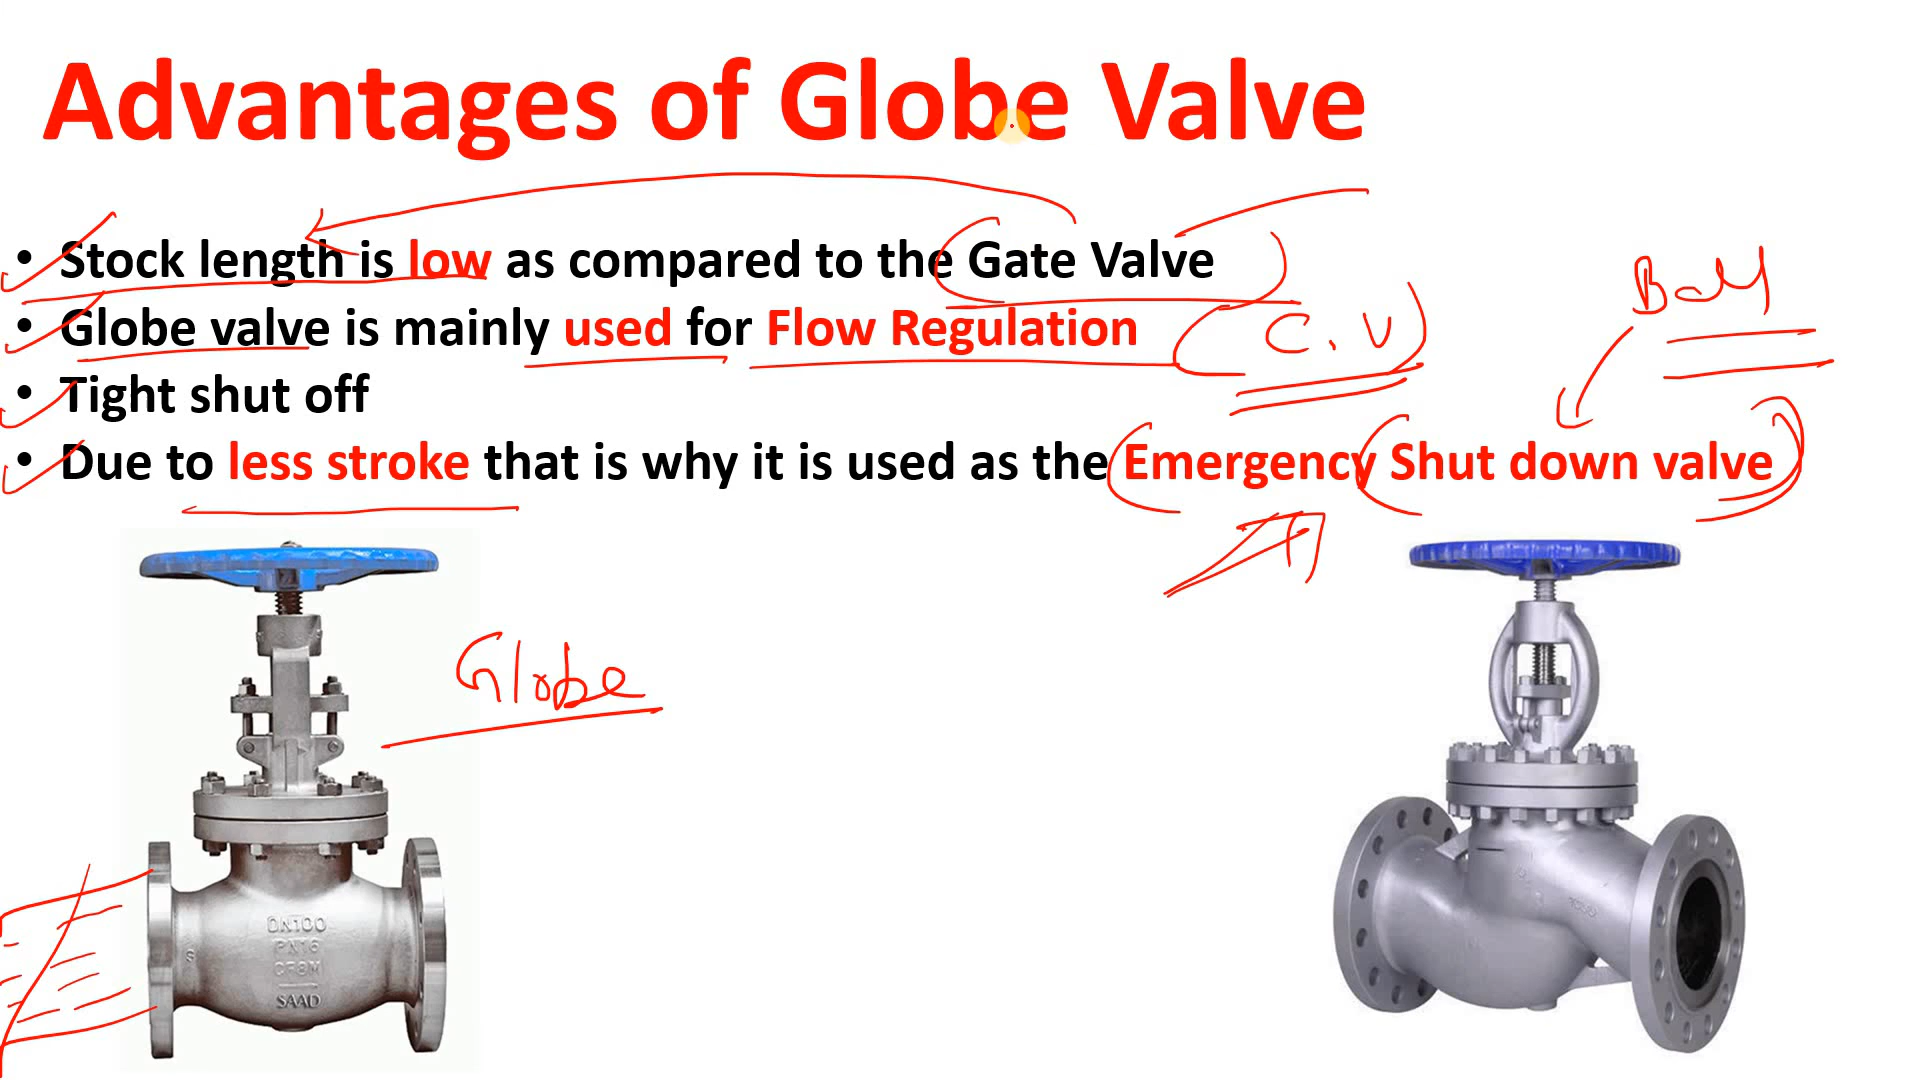 Advantages of Globe Valve
• Stock length is low as compared to the Gate Valve
• Globe valve is mainly used for Flow Regulation
C.V
Ball
• Tight shut off
• Due to less stroke that is why it is used as the Emergency Shut down valve
Globe
DN100
PN16
CF8M
SAAD
S